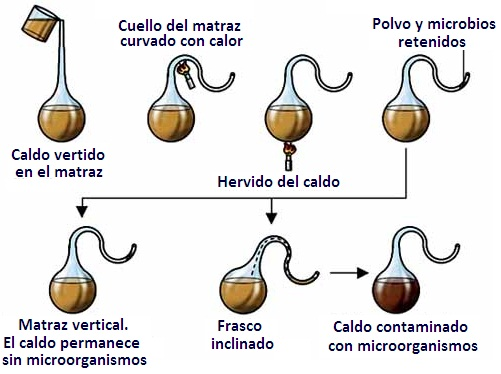 Caldo vertido
en el matraz
Cuello del matraz
curvado con calor
Hervido del caldo
Polvo y microbios
retenidos
Matraz vertical.
El caldo permanece
sin microorganismos
Frasco
inclinado
Caldo contaminado
con microorganismos